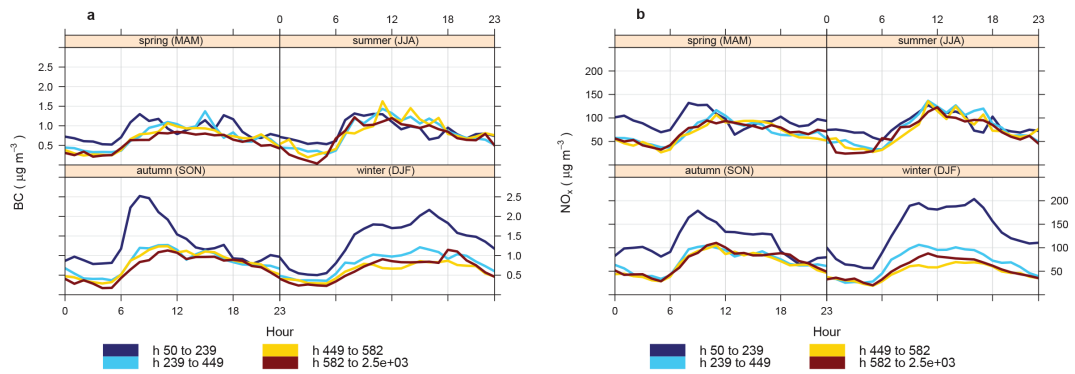 a
0 6 12 18 23
spring (MAM) summer (JJA)
2.5
2.0
1.5
1.0
0.5
autumn (SON) winter (DJF)
2.5
2.0
1.5
1.0
0.5
BC ( μg m⁻³ )
0 6 12 18 23
Hour
h 50 to 239 h 449 to 582
h 239 to 449 h 582 to 2.5e+03
b
0 6 12 18 23
spring (MAM) summer (JJA)
200
150
100
50
autumn (SON) winter (DJF)
200
150
100
50
NOₓ ( μg m⁻³ )
0 6 12 18 23
Hour
h 50 to 239 h 449 to 582
h 239 to 449 h 582 to 2.5e+03